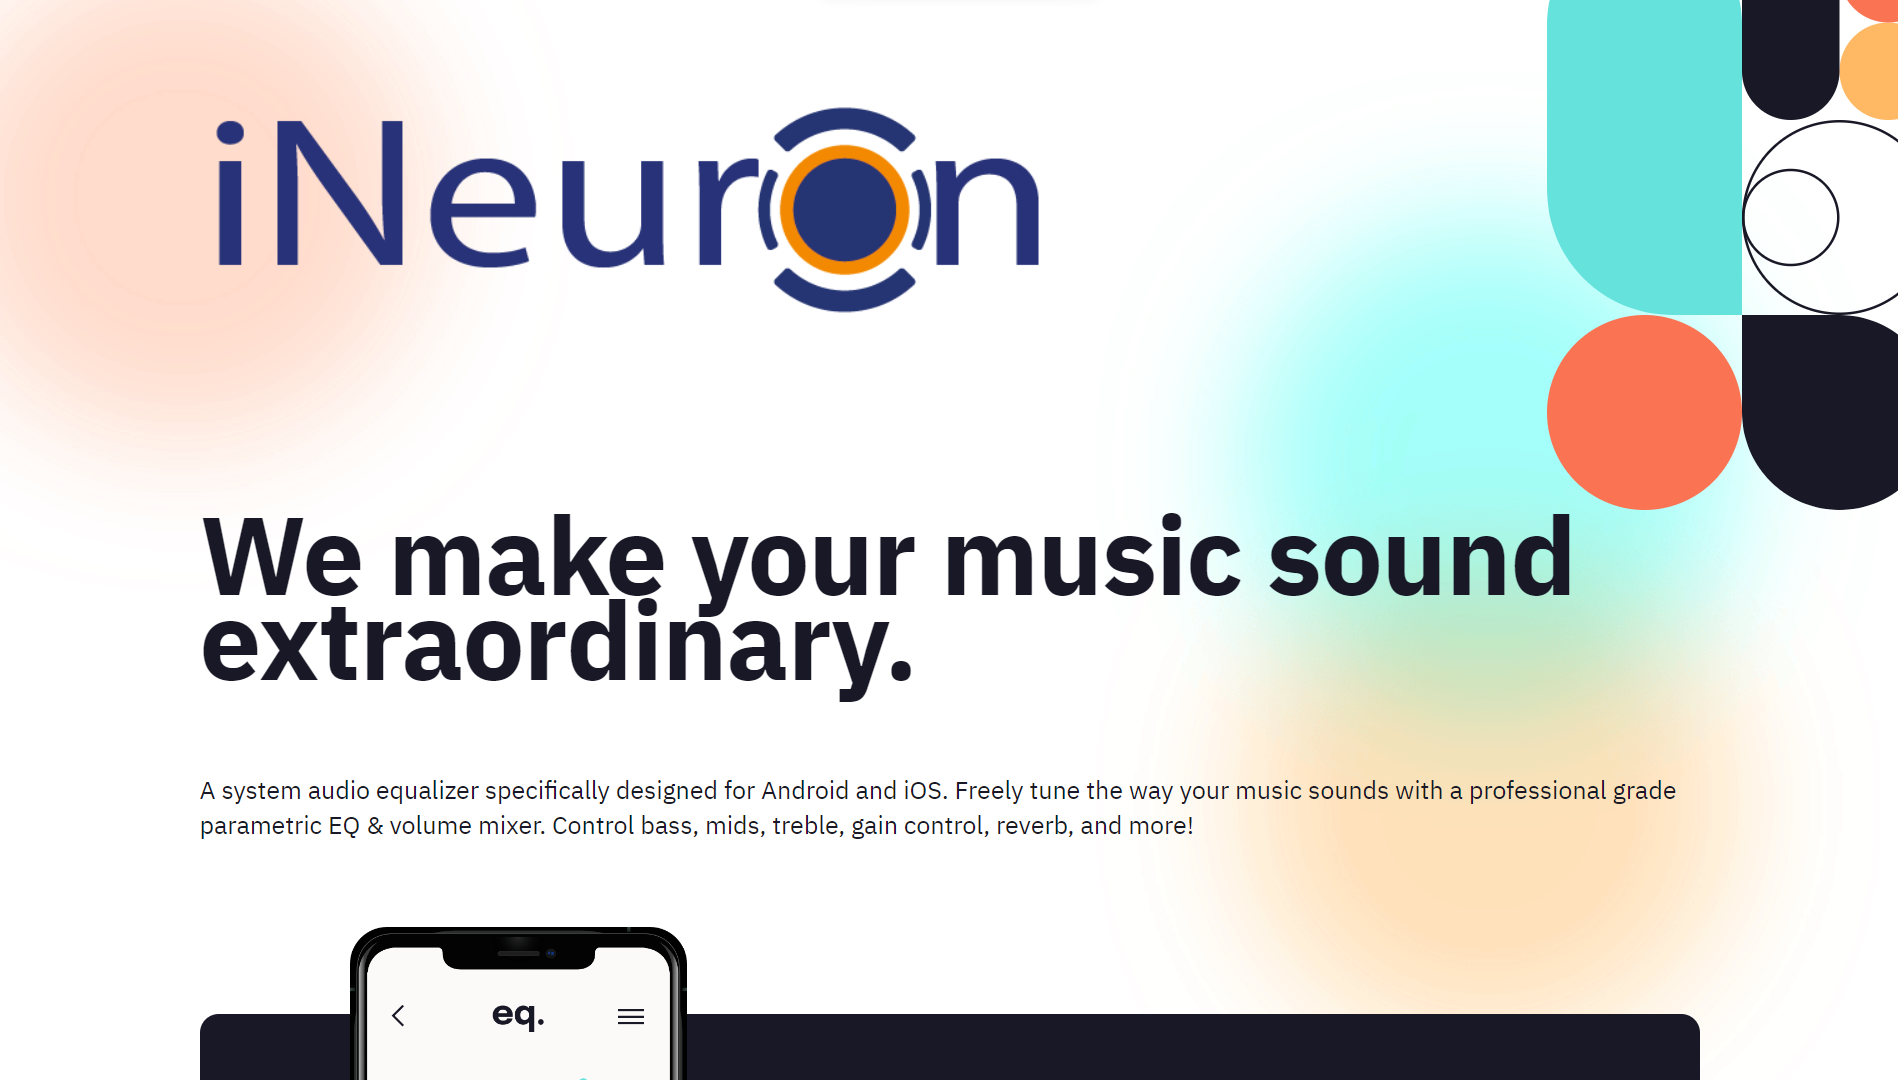 iNeuron
We make your music sound
extraordinary.
A system audio equalizer specifically designed for Android and iOS. Freely tune the way your music sounds with a professional grade
parametric EQ & volume mixer. Control bass, mids, treble, gain control, reverb, and more!
eq.